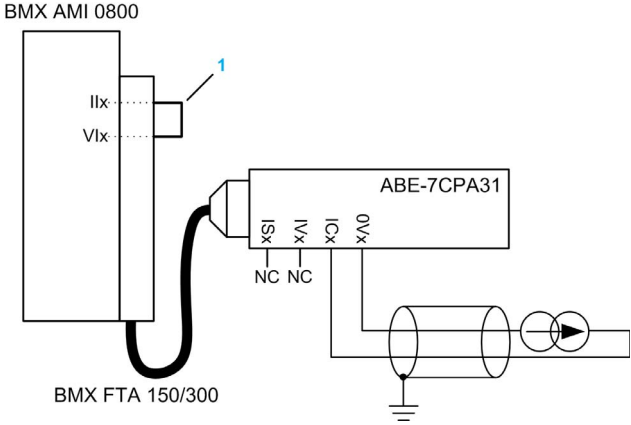 BMX AMI 0800
1
IIx
VIx
ABE-7CPA31
ISx
IVx
ICx
0Vx
NC NC
BMX FTA 150/300